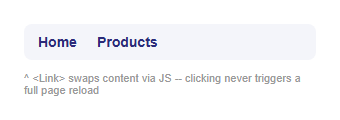 Home Products
^ <Link> swaps content via JS -- clicking never triggers a
full page reload